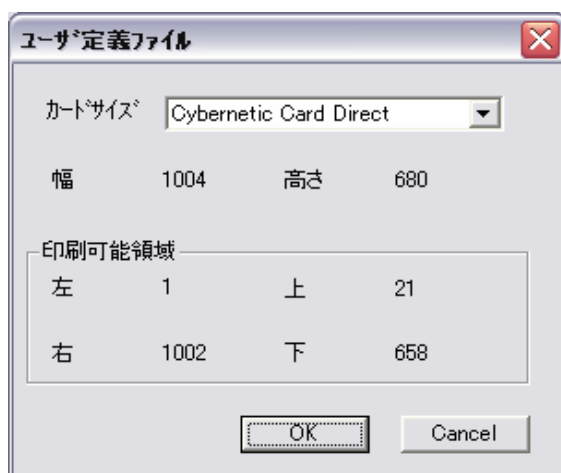 ユーザ定義ファイル
カードサイズ Cybernetic Card Direct
幅 1004 高さ 680
印刷可能領域
左 1 上 21
右 1002 下 658
OK Cancel